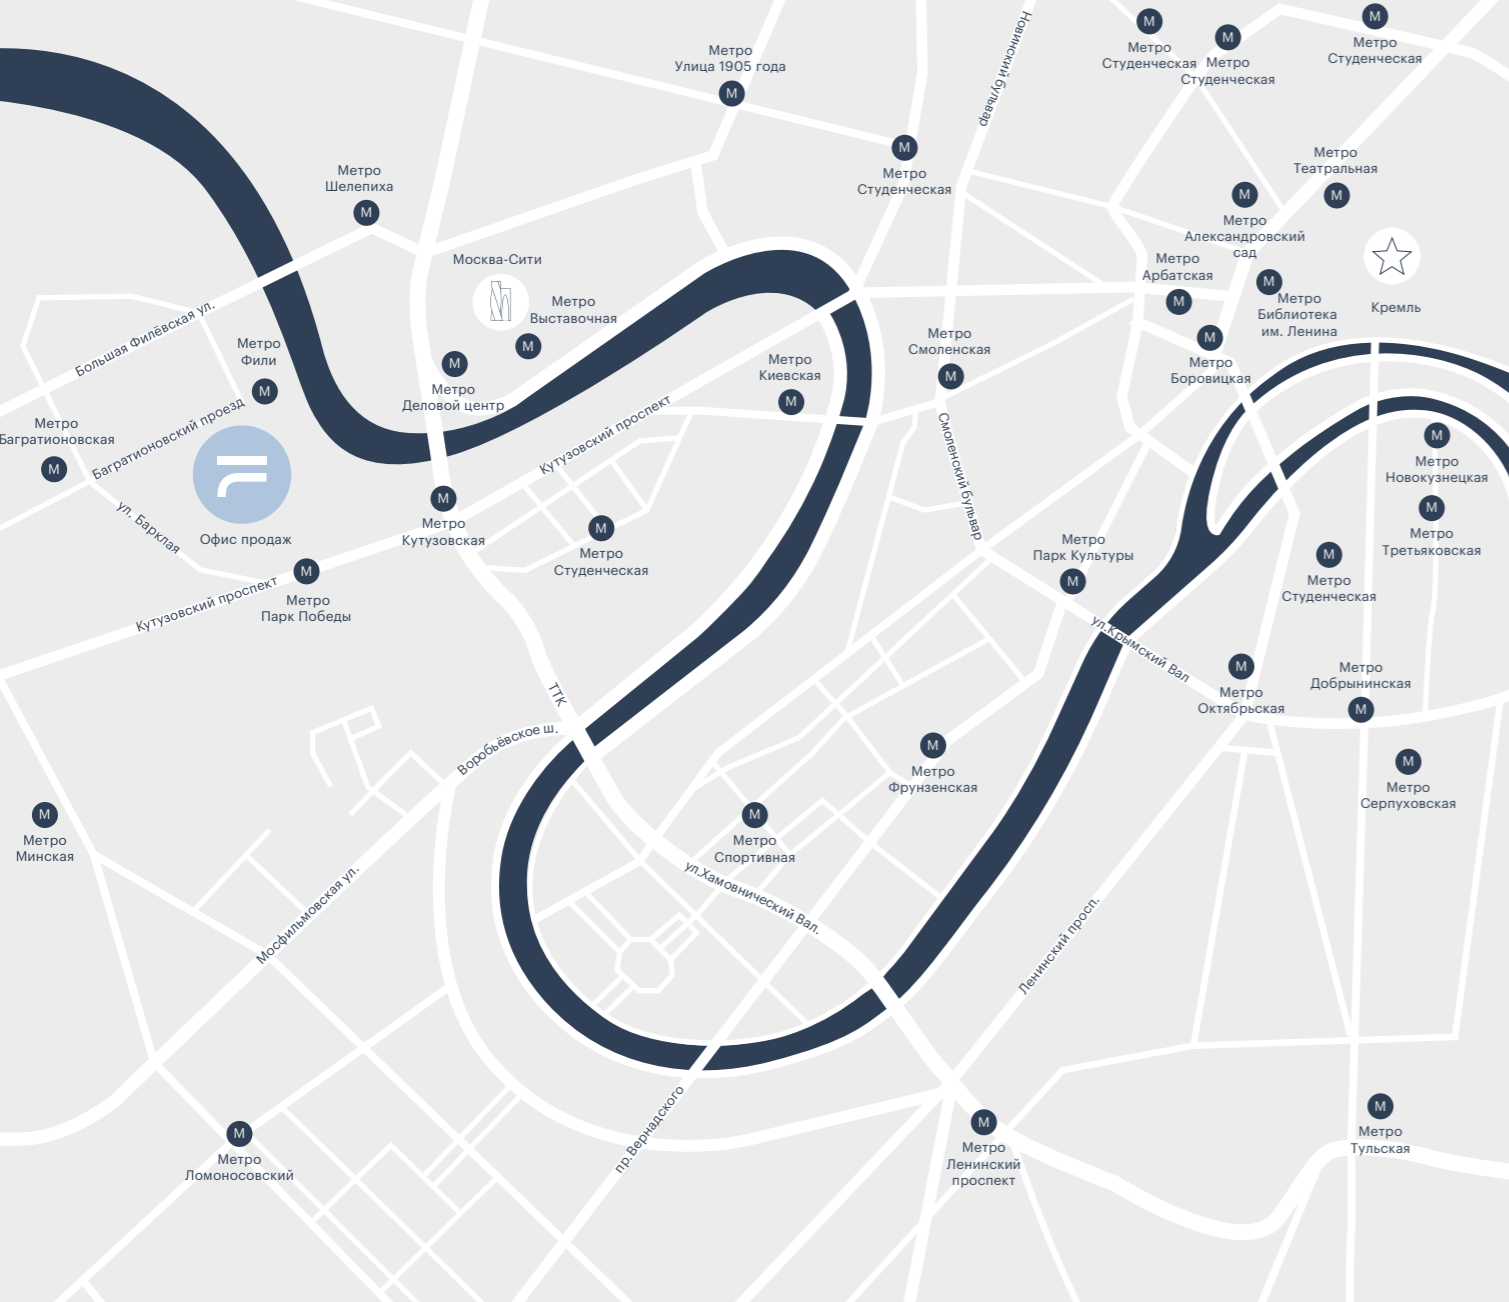 М
Метро
Студенческая
М
Метро
Студенческая
М
Метро
Студенческая
Новинский бульвар
Метро
Улица 1905 года
М
М
Метро
Студенческая
Метро
Театральная
М
Метро
Шелепиха
М
М
Метро
Александровский
сад
Кремль
Метро
Арбатская
М
М
Метро
Библиотека
им. Ленина
Москва-Сити
Метро
Выставочная
М
Большая Филёвская ул.
Метро
Фили
М
М
Метро
Деловой центр
Метро
Киевская
М
Метро
Смоленская
М
М
Метро
Боровицкая
Багратионовский проезд
Кутузовский проспект
Метро
Багратионовская
М
Смоленский бульвар
М
Метро
Новокузнецкая
М
Метро
Третьяковская
ул. Барклая
Офис продаж
М
Метро
Кутузовская
М
Метро
Студенческая
Метро
Парк Культуры
М
М
Метро
Студенческая
Кутузовский проспект
М
Метро
Парк Победы
ул.Крымский Вал
М
Метро
Октябрьская
Метро
Добрынинская
М
ТТК
Воробьёвское ш.
М
Метро
Фрунзенская
М
Метро
Серпуховская
М
Метро
Минская
М
Метро
Спортивная
ул.Хамовнический Вал.
Мосфильмовская ул.
Ленинский просп.
М
Метро
Ломоносовский
пр.Вернадского
М
Метро
Ленинский
проспект
М
Метро
Тульская